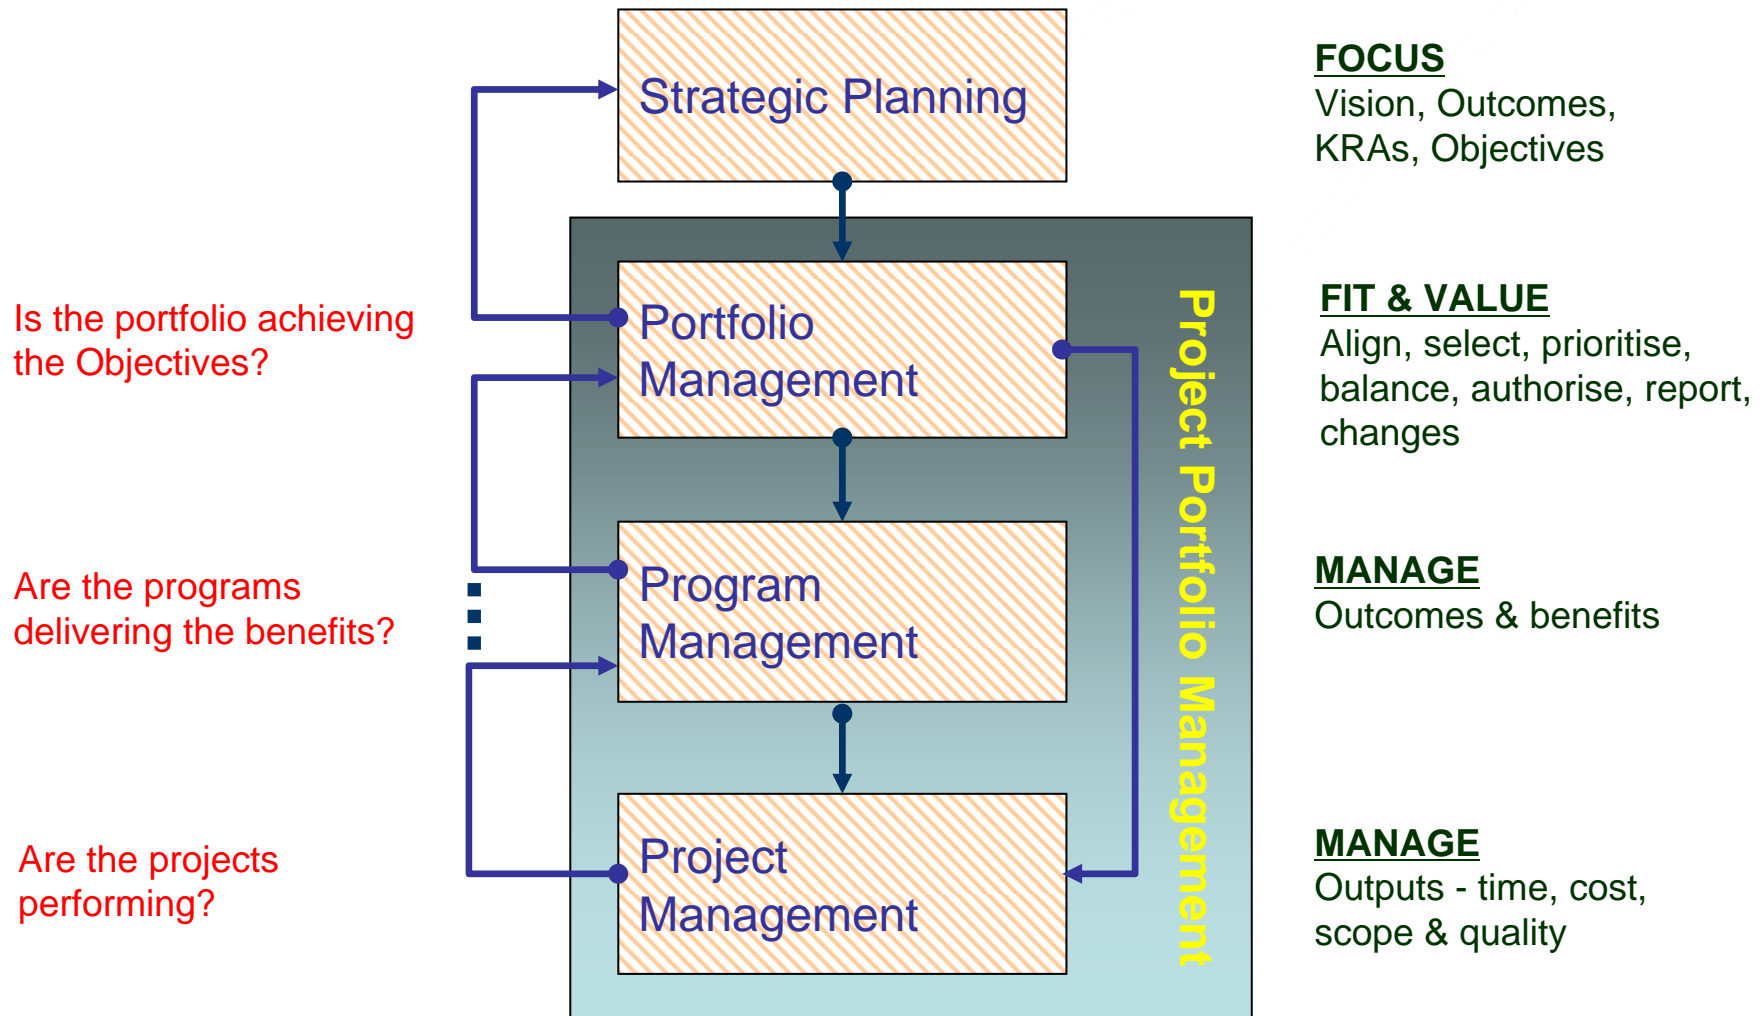 Strategic Planning
FOCUS
Vision, Outcomes,
KRAs, Objectives
Is the portfolio achieving
the Objectives?
Portfolio
Management
FIT & VALUE
Align, select, prioritise,
balance, authorise, report,
changes
Project Portfolio Management
Are the programs
delivering the benefits?
Program
Management
MANAGE
Outcomes & benefits
Are the projects
performing?
Project
Management
MANAGE
Outputs - time, cost,
scope & quality